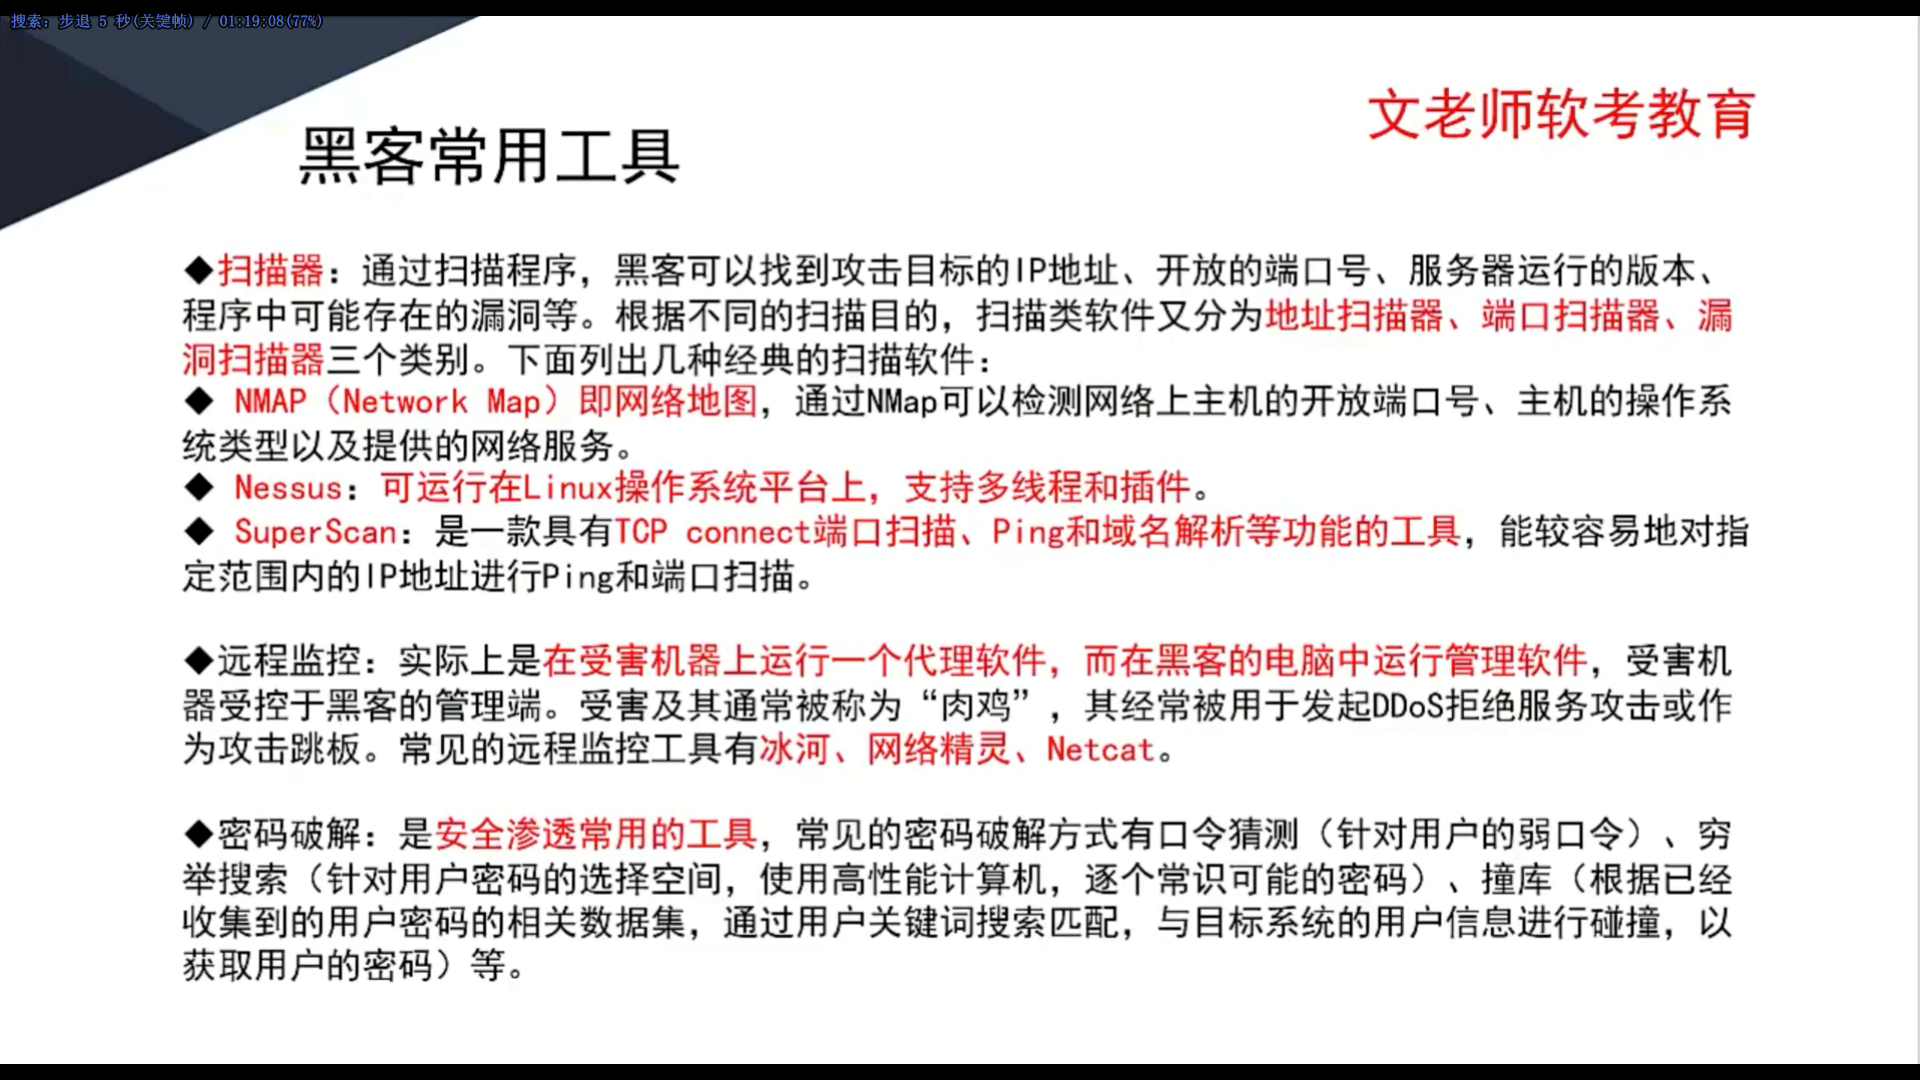 搜索: 步退 5 秒(关键帧) / 01:19:08(77%)
文老师软考教育
黑客常用工具
◆扫描器：通过扫描程序，黑客可以找到攻击目标的IP地址、开放的端口号、服务器运行的版本、
程序中可能存在的漏洞等。根据不同的扫描目的，扫描类软件又分为地址扫描器、端口扫描器、漏
洞扫描器三个类别。下面列出几种经典的扫描软件：
◆ NMAP（Network Map）即网络地图，通过NMap可以检测网络上主机的开放端口号、主机的操作系
统类型以及提供的网络服务。
◆ Nessus：可运行在Linux操作系统平台上，支持多线程和插件。
◆ SuperScan：是一款具有TCP connect端口扫描、Ping和域名解析等功能的工具，能较容易地对指
定范围内的IP地址进行Ping和端口扫描。
◆远程监控：实际上是在受害机器上运行一个代理软件，而在黑客的电脑中运行管理软件，受害机
器受控于黑客的管理端。受害及其通常被称为“肉鸡”，其经常被用于发起DDoS拒绝服务攻击或作
为攻击跳板。常见的远程监控工具有冰河、网络精灵、Netcat。
◆密码破解：是安全渗透常用的工具，常见的密码破解方式有口令猜测（针对用户的弱口令）、穷
举搜索（针对用户密码的选择空间，使用高性能计算机，逐个常识可能的密码）、撞库（根据已经
收集到的用户密码的相关数据集，通过用户关键词搜索匹配，与目标系统的用户信息进行碰撞，以
获取用户的密码）等。